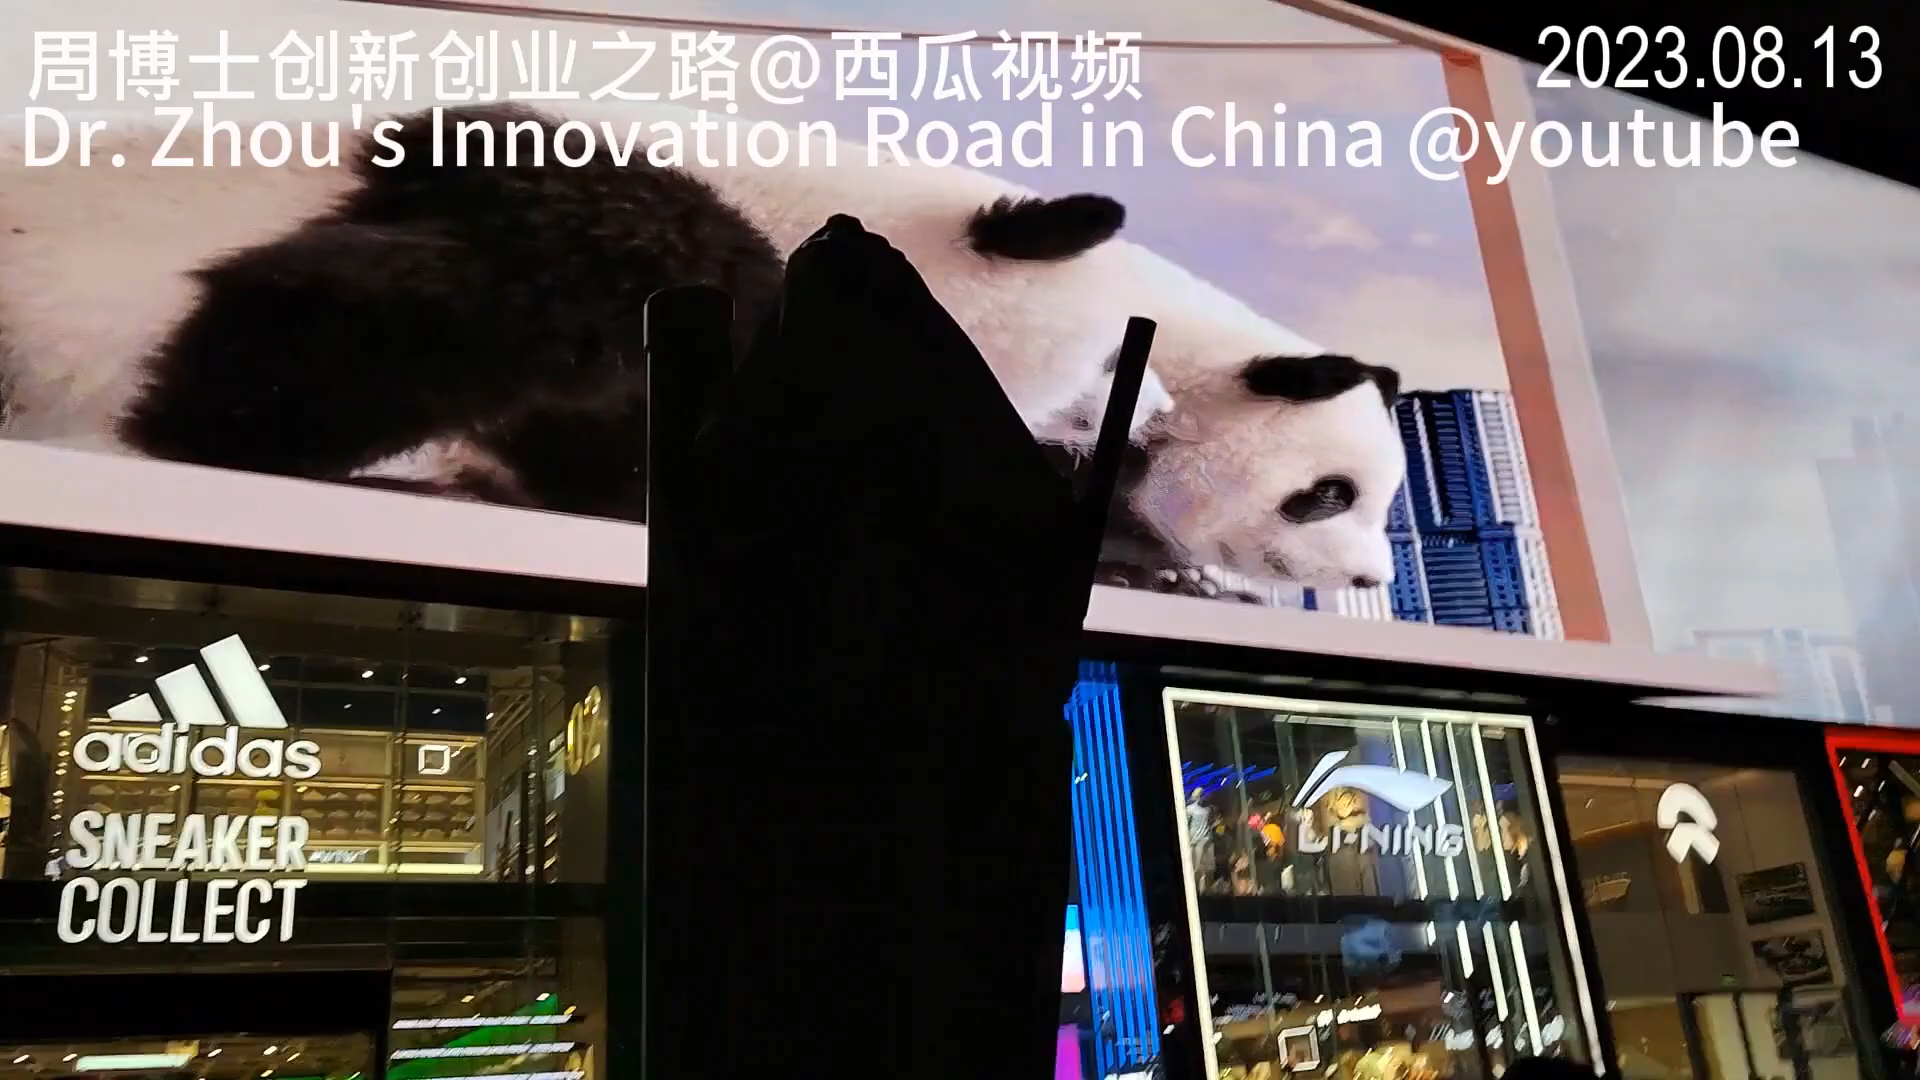 周博士创新创业之路@西瓜视频
2023.08.13
Dr. Zhou's Innovation Road in China @youtube
adidas
SNEAKER
COLLECT
LI-NING